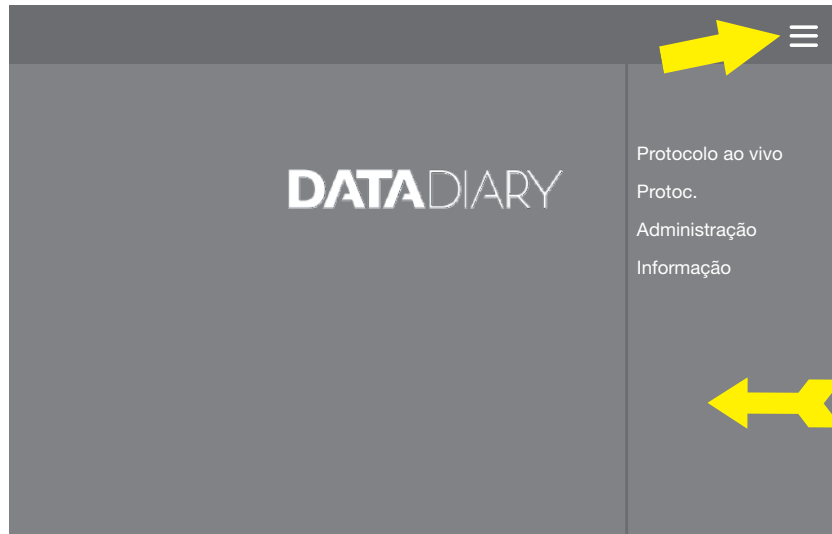 DATADIARY
Protocolo ao vivo
Protoc.
Administração
Informação